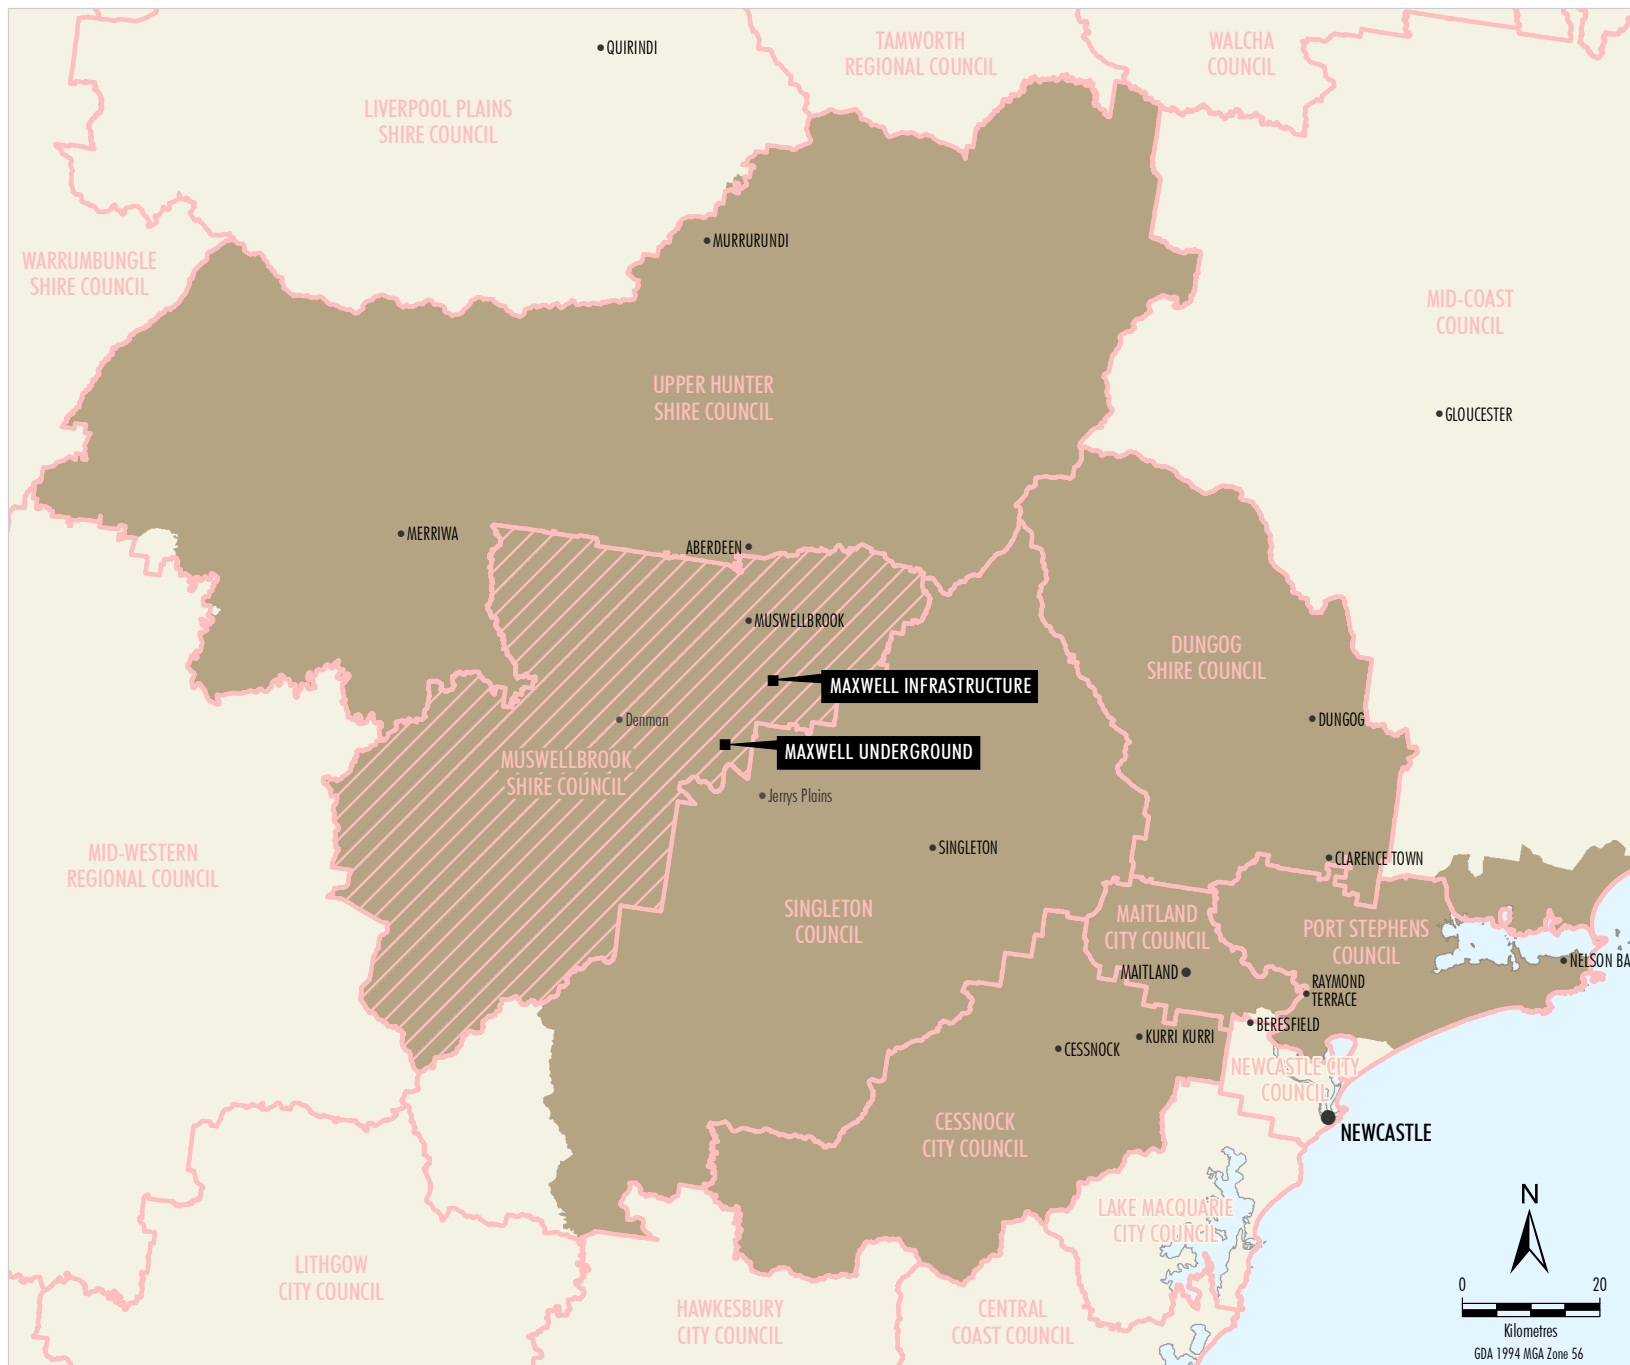 QUIRINDI
TAMWORTH
REGIONAL COUNCIL
WALCHA
COUNCIL
LIVERPOOL PLAINS
SHIRE COUNCIL
MURRURUNDI
WARRUMBUNGLE
SHIRE COUNCIL
MID-COAST
COUNCIL
UPPER HUNTER
SHIRE COUNCIL
GLOUCESTER
MERRIWA
ABERDEEN
MUSWELLBROOK
DUNGOG
SHIRE COUNCIL
MAXWELL INFRASTRUCTURE
Denman
DUNGOG
MAXWELL UNDERGROUND
MUSWELLBROOK
SHIRE COUNCIL
Jerrys Plains
SINGLETON
MID-WESTERN
REGIONAL COUNCIL
CLARENCE TOWN
SINGLETON
COUNCIL
MAITLAND
CITY COUNCIL
PORT STEPHENS
COUNCIL
NELSON BA
MAITLAND
RAYMOND
TERRACE
BERESFIELD
KURRI KURRI
CESSNOCK
NEWCASTLE CITY
COUNCIL
NEWCASTLE
CESSNOCK
CITY COUNCIL
LAKE MACQUARIE
CITY COUNCIL
LITHGOW
CITY COUNCIL
HAWKESBURY
CITY COUNCIL
CENTRAL
COAST COUNCIL
N
0 20
Kilometres
GDA 1994 MGA Zone 56